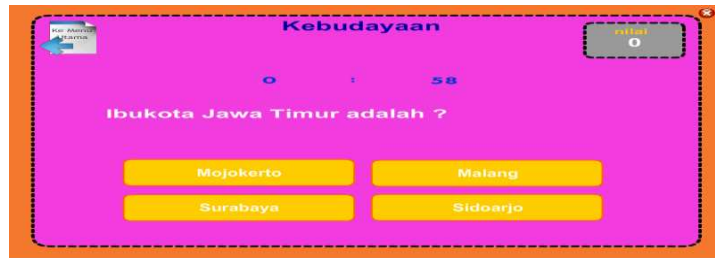 Ke Menu
Utama
Kebudayaan
nilai
0
0 : 58
Ibukota Jawa Timur adalah ?
Mojokerto
Malang
Surabaya
Sidoarjo